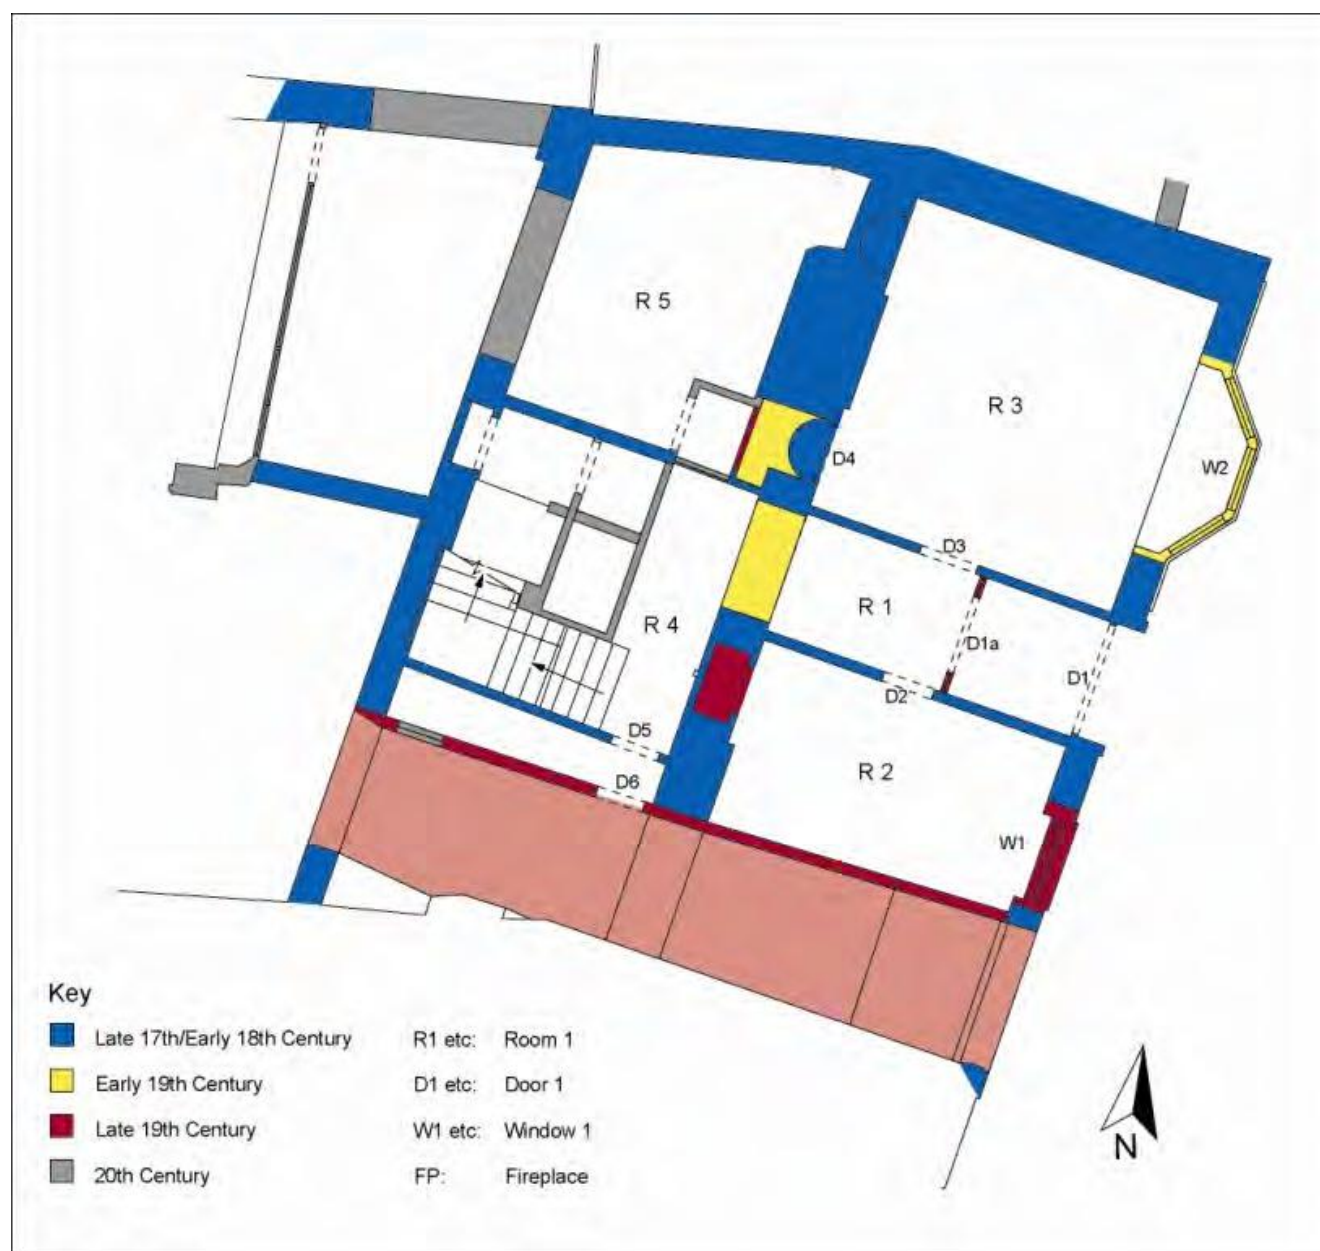 R 5
R 3
D4
W2
D3
R 1
R 4
D1a
D1
D2
D5
R 2
D6
W1
Key
Late 17th/Early 18th Century R1 etc: Room 1
Early 19th Century D1 etc: Door 1
Late 19th Century W1 etc: Window 1
20th Century FP: Fireplace
N